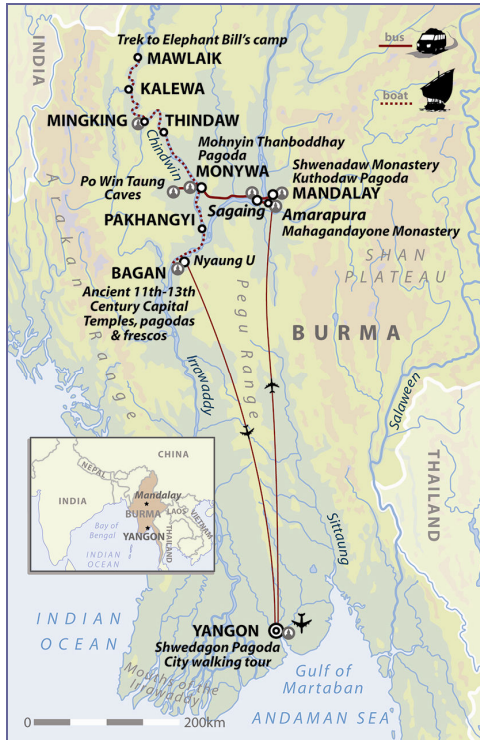 Trek to Elephant Bill's camp
MAWLAIK
bus
INDIA
KALEWA
boat
MINGKING
THINDAW
Chindwin
Mohnyin Thanboddhay
Pagoda
MONYWA
Shwenadaw Monastery
Kuthodaw Pagoda
Po Win Taung
Caves
MANDALAY
Sagaing
Amarapura
Mahagandayone Monastery
PAKHANGYI
Arakan Range
Nyaung U
BAGAN
Ancient 11th-13th
Century Capital
Temples, pagodas
& frescos
SHAN
PLATEAU
Pegu Range
BURMA
Irrawaddy
Salaween
THAILAND
CHINA
NEPAL
INDIA
Mandalay
BURMA
LAOS
VIETNAM
Bay of
Bengal
YANGON
THAILAND
INDIAN
OCEAN
Sittaung
INDIAN
OCEAN
YANGON
Shwedagon Pagoda
City walking tour
Mouths of the
Irrawaddy
Gulf of
Martaban
ANDAMAN SEA
0 200km